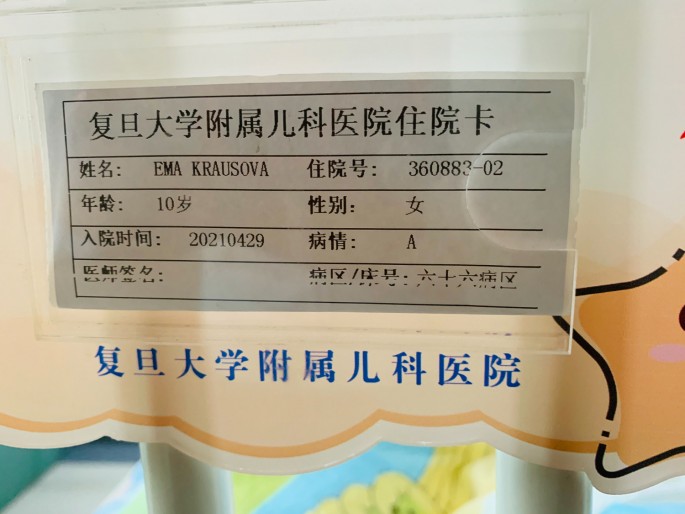 复旦大学附属儿科医院住院卡
姓名: EMA KRAUSOVA 住院号: 360883-02
年龄: 10岁 性别: 女
入院时间: 20210429 病情: A
医师签名: 病区/床号:六十六病区
复旦大学附属儿科医院